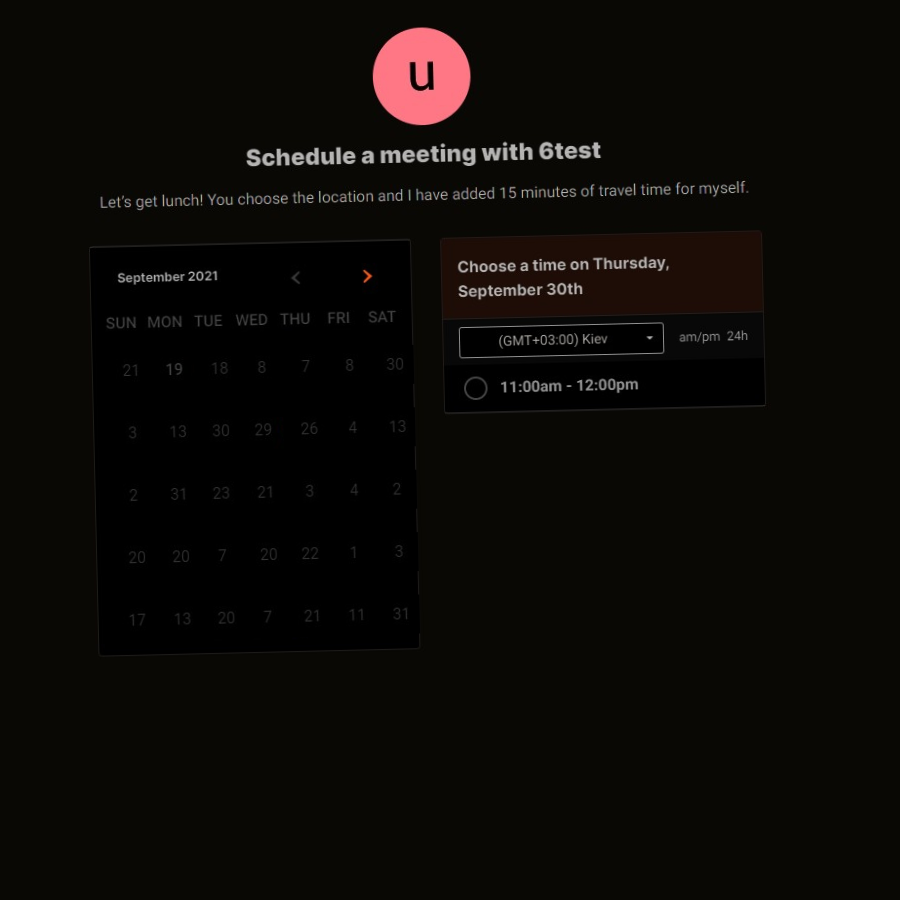 u
Schedule a meeting with 6test
Let's get lunch! You choose the location and I have added 15 minutes of travel time for myself.
September 2021
SUN MON TUE WED THU FRI SAT
21 19 18 8 7 8 30
3 13 30 29 26 4 13
2 31 23 21 3 4 2
20 20 7 20 22 1 3
17 13 20 7 21 11 31
Choose a time on Thursday,
September 30th
(GMT+03:00) Kiev am/pm 24h
11:00am - 12:00pm